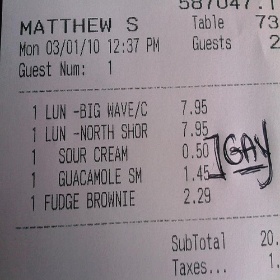 587047.1
MATTHEW S Table 73
Mon 03/01/10 12:37 PM Guests 2
Guest Num: 1
1 LUN -BIG WAVE/C 7.95
1 LUN -NORTH SHOR 7.95
1 SOUR CREAM 0.50
GAY
1 GUACAMOLE SM 1.45
1 FUDGE BROWNIE 2.29
SubTotal 20.
Taxes... 1.